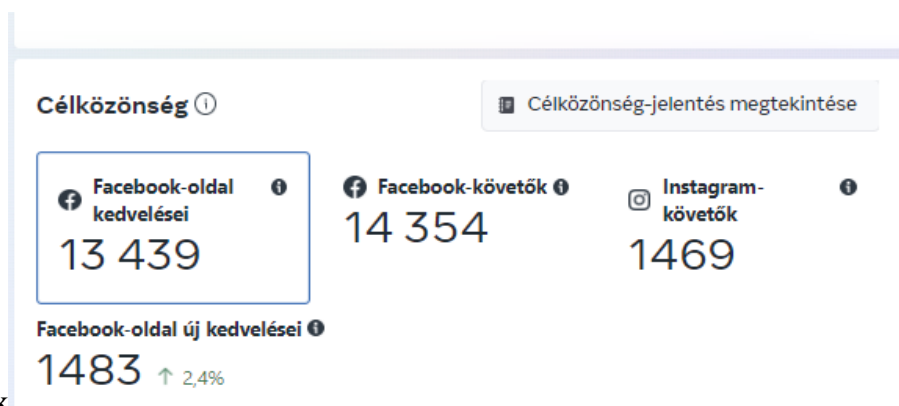 Célközönség
Célközönség-jelentés megtekintése
Facebook-oldal
kedvelései
13 439
Facebook-követők
14 354
Instagram-
követők
1469
Facebook-oldal új kedvelései
1483 ↑ 2,4%